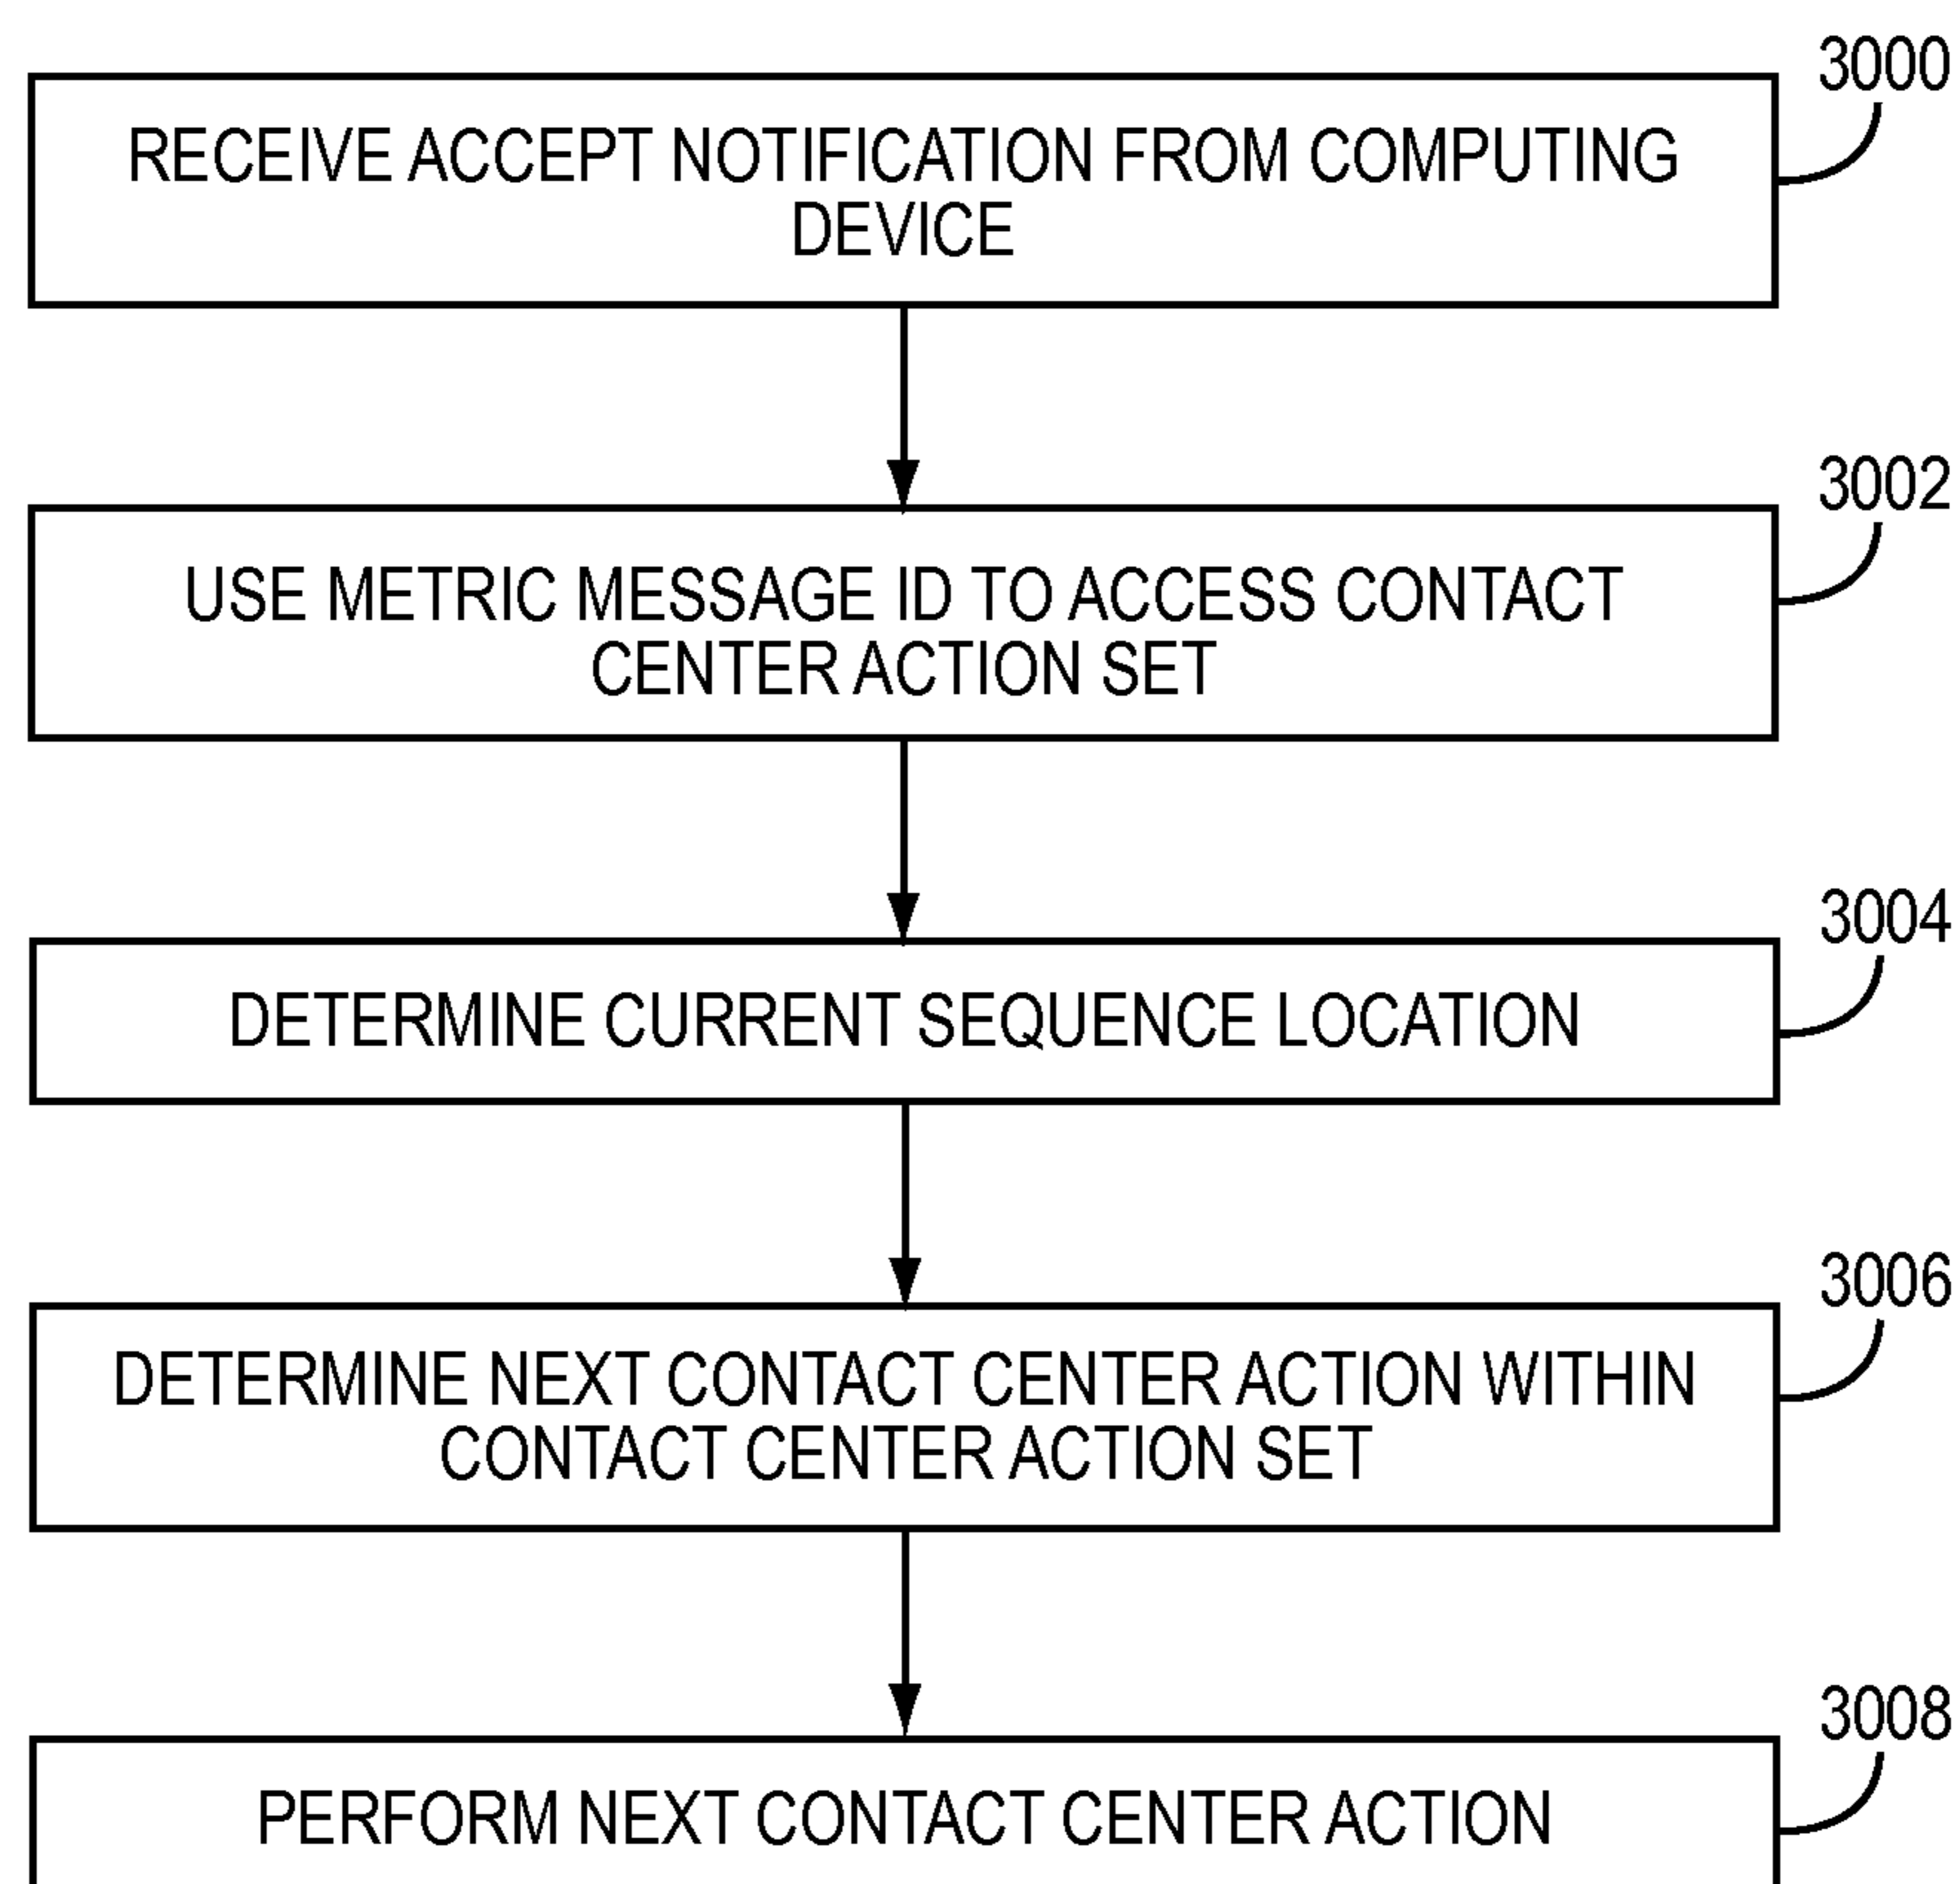 3000
RECEIVE ACCEPT NOTIFICATION FROM COMPUTING
DEVICE
3002
USE METRIC MESSAGE ID TO ACCESS CONTACT
CENTER ACTION SET
3004
DETERMINE CURRENT SEQUENCE LOCATION
3006
DETERMINE NEXT CONTACT CENTER ACTION WITHIN
CONTACT CENTER ACTION SET
3008
PERFORM NEXT CONTACT CENTER ACTION